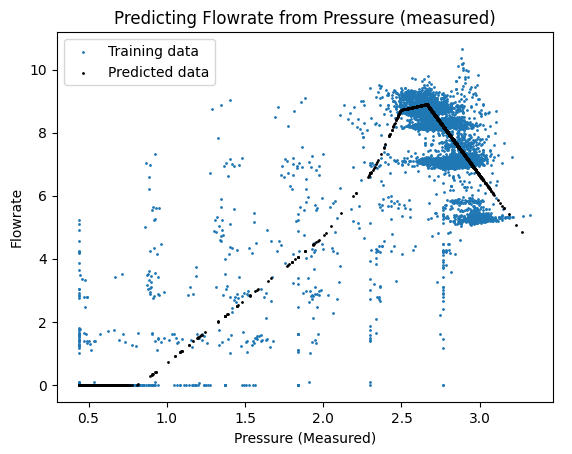 Predicting Flowrate from Pressure (measured)
Training data
Predicted data
10
8
6
4
2
0
Flowrate
0.5 1.0 1.5 2.0 2.5 3.0
Pressure (Measured)